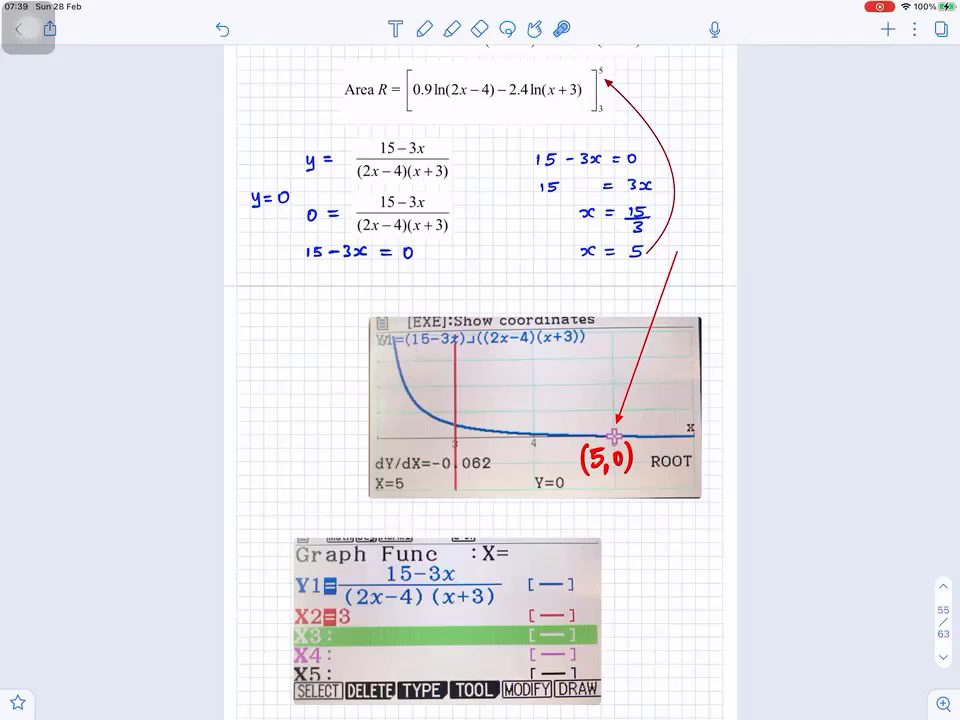 07:39 Sun 28 Feb
100%
Area R = [0.9 ln(2x − 4) − 2.4 ln(x + 3)]₃⁵
y = (15 − 3x)/((2x − 4)(x + 3))
y = 0
0 = (15 − 3x)/((2x − 4)(x + 3))
15 − 3x = 0
15 − 3x = 0
15 = 3x
x = 15/3
x = 5
[EXE]:Show coordinates
Y1=(15-3x)⌟((2x-4)(x+3))
x
3
4
(5,0)
dY/dX=-0.062
ROOT
X=5
Y=0
Graph Func :X=
Y1=(15-3x)/((2x-4)(x+3)) [—]
X2=3 [—]
X3: [—]
X4: [—]
X5: [—]
SELECT DELETE TYPE TOOL MODIFY DRAW
55
/
63